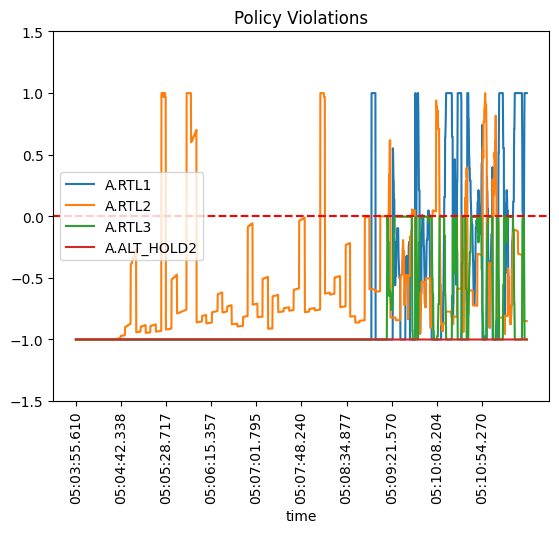 Policy Violations
1.5
1.0
0.5
0.0
−0.5
−1.0
−1.5
A.RTL1
A.RTL2
A.RTL3
A.ALT_HOLD2
05:03:55.610
05:04:42.338
05:05:28.717
05:06:15.357
05:07:01.795
05:07:48.240
05:08:34.877
05:09:21.570
05:10:08.204
05:10:54.270
time